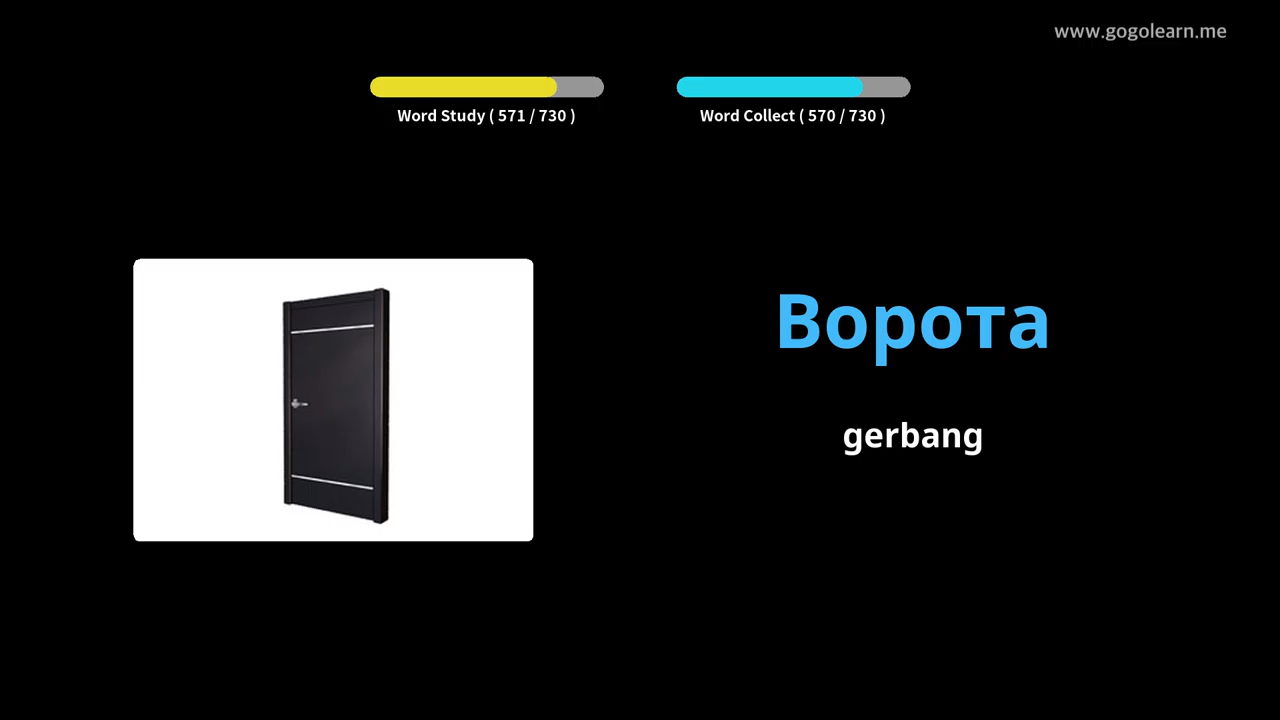 www.gogolearn.me
Word Study ( 571 / 730 )
Word Collect ( 570 / 730 )
Ворота
gerbang